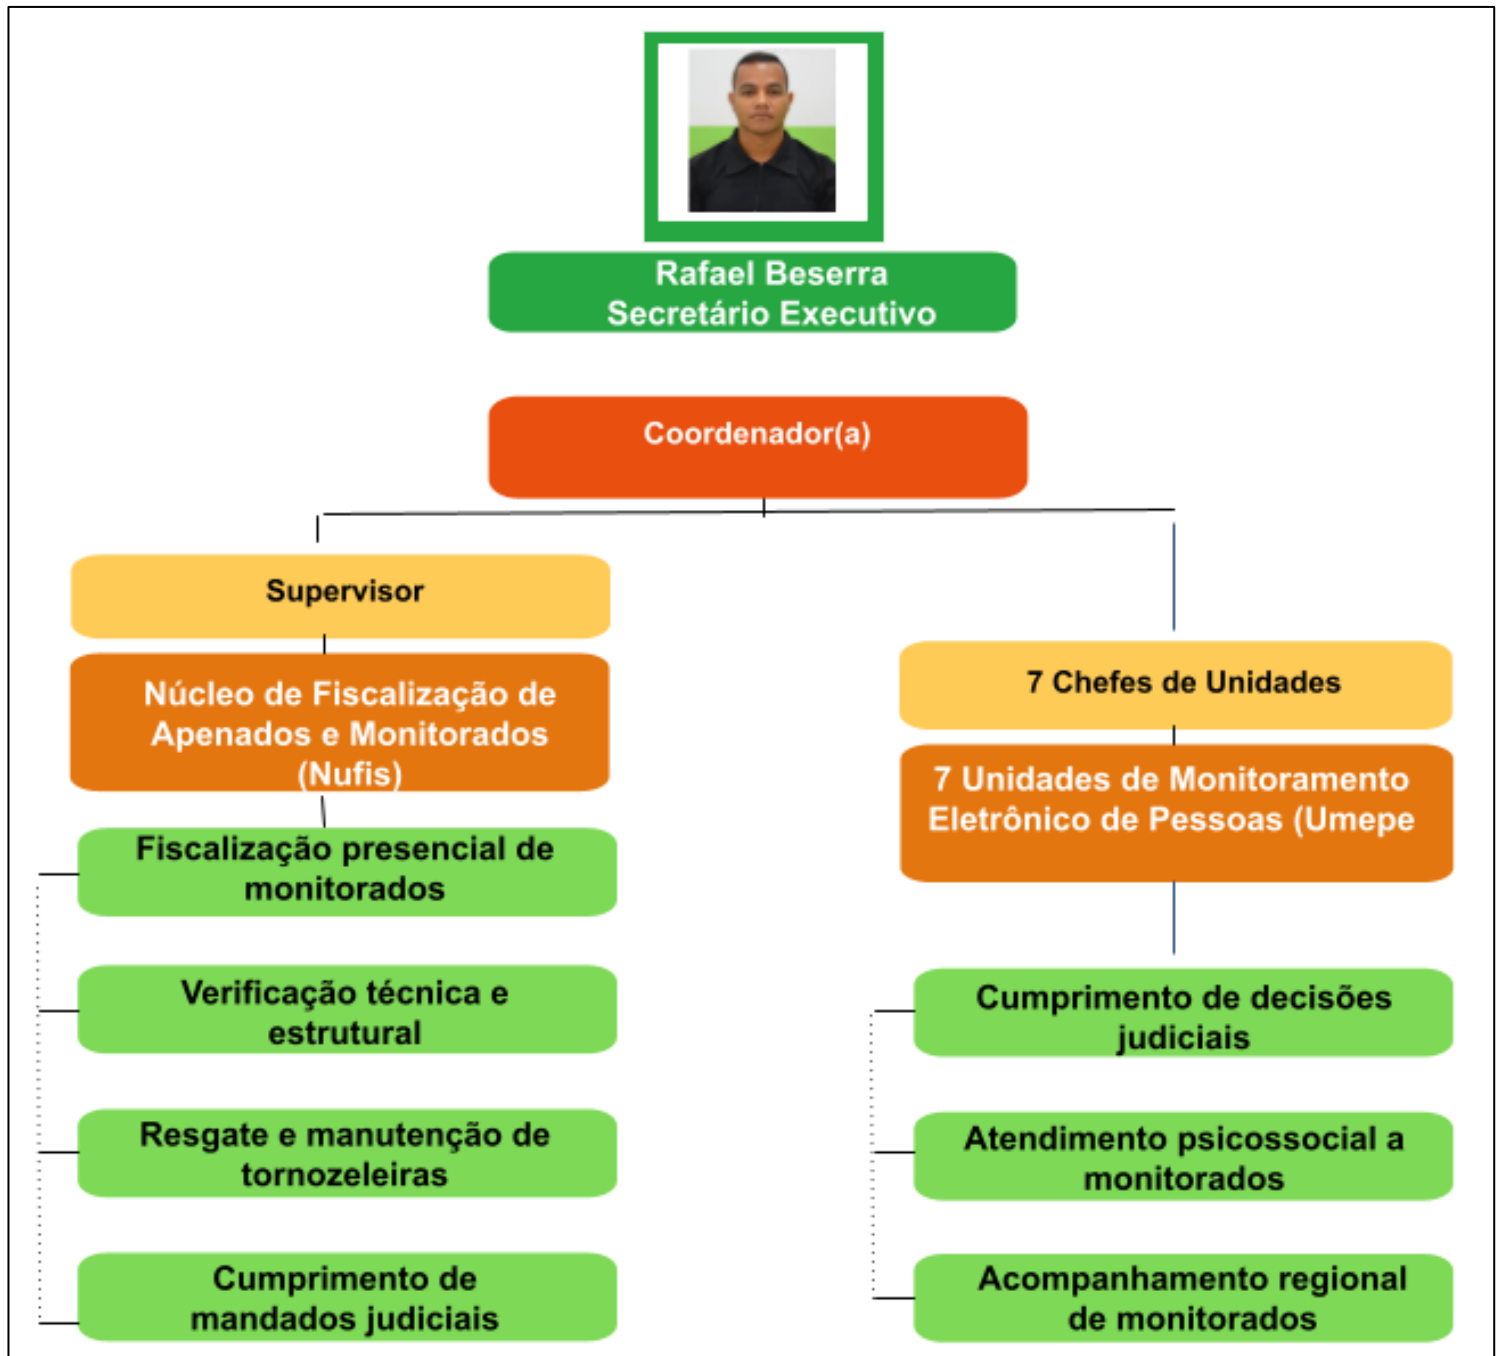 Rafael Beserra
Secretário Executivo
Coordenador(a)
Supervisor
Núcleo de Fiscalização de
Apenados e Monitorados
(Nufis)
Fiscalização presencial de
monitorados
Verificação técnica e
estrutural
Resgate e manutenção de
tornozeleiras
Cumprimento de
mandados judiciais
7 Chefes de Unidades
7 Unidades de Monitoramento
Eletrônico de Pessoas (Umepe
Cumprimento de decisões
judiciais
Atendimento psicossocial a
monitorados
Acompanhamento regional
de monitorados